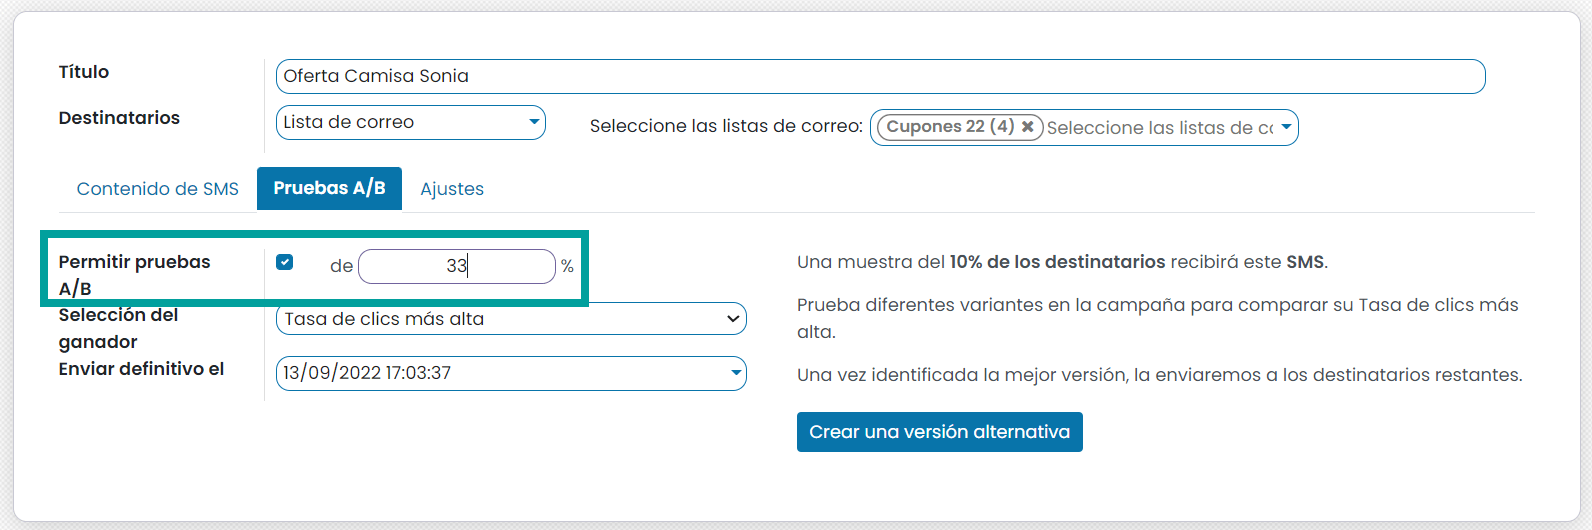 Título
Oferta Camisa Sonia
Destinatarios
Lista de correo
Seleccione las listas de correo:
Cupones 22 (4) ✖ Seleccione las listas de cc
Contenido de SMS
Pruebas A/B
Ajustes
Permitir pruebas
A/B
de
33
%
Selección del
ganador
Tasa de clics más alta
Enviar definitivo el
13/09/2022 17:03:37
Una muestra del 10% de los destinatarios recibirá este SMS.
Prueba diferentes variantes en la campaña para comparar su Tasa de clics más
alta.
Una vez identificada la mejor versión, la enviaremos a los destinatarios restantes.
Crear una versión alternativa